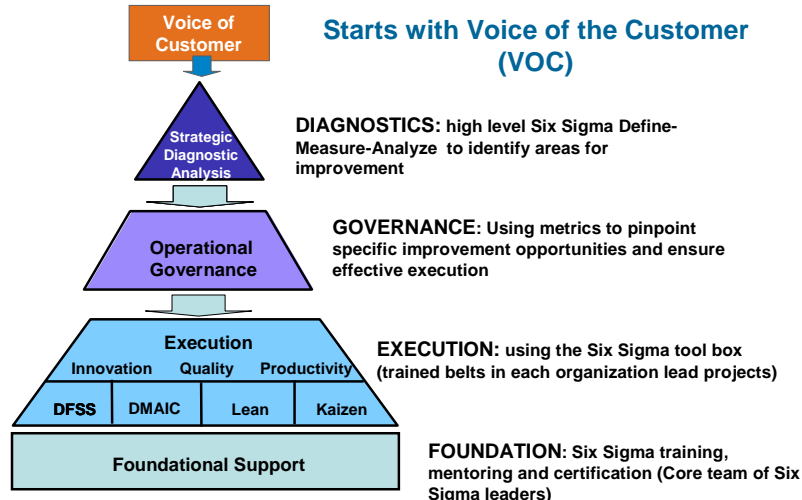 Voice of
Customer
Starts with Voice of the Customer
(VOC)
Strategic
Diagnostic
Analysis
DIAGNOSTICS: high level Six Sigma Define-
Measure-Analyze to identify areas for
improvement
Operational
Governance
GOVERNANCE: Using metrics to pinpoint
specific improvement opportunities and ensure
effective execution
Execution
Innovation Quality Productivity
DFSS DMAIC Lean Kaizen
EXECUTION: using the Six Sigma tool box
(trained belts in each organization lead projects)
Foundational Support
FOUNDATION: Six Sigma training,
mentoring and certification (Core team of Six
Sigma leaders)